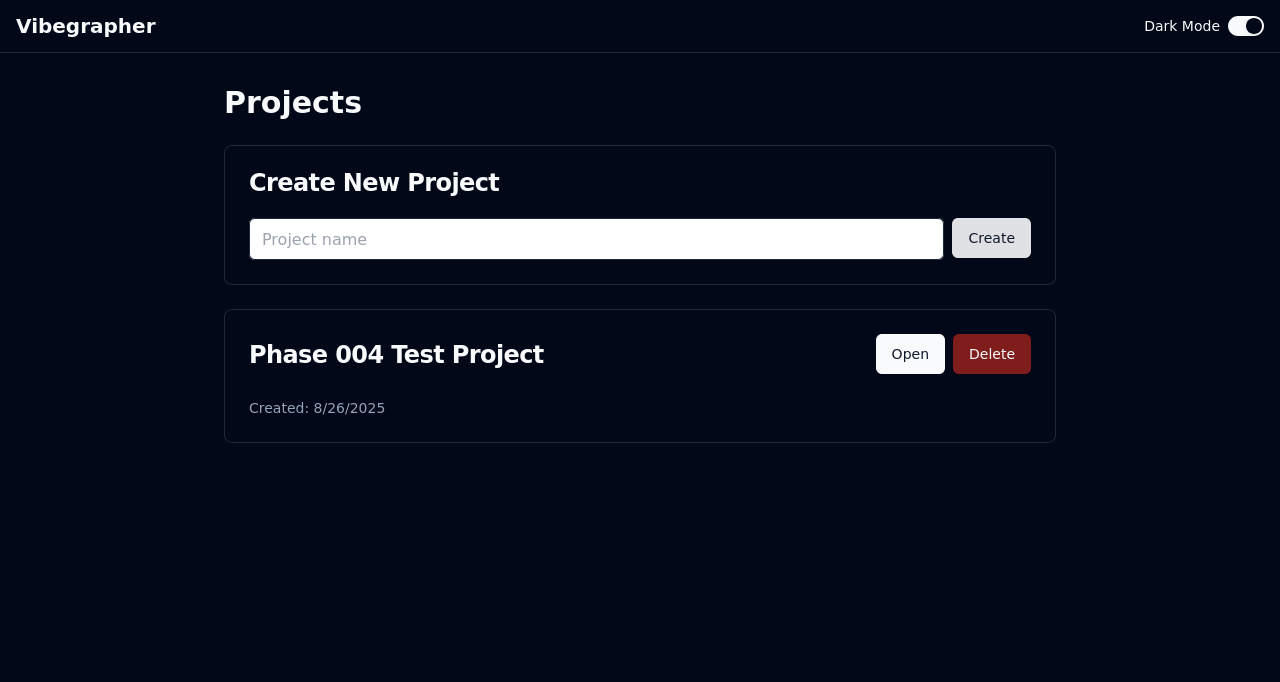 Vibegrapher
Dark Mode
Projects
Create New Project
Project name
Create
Phase 004 Test Project
Open
Delete
Created: 8/26/2025